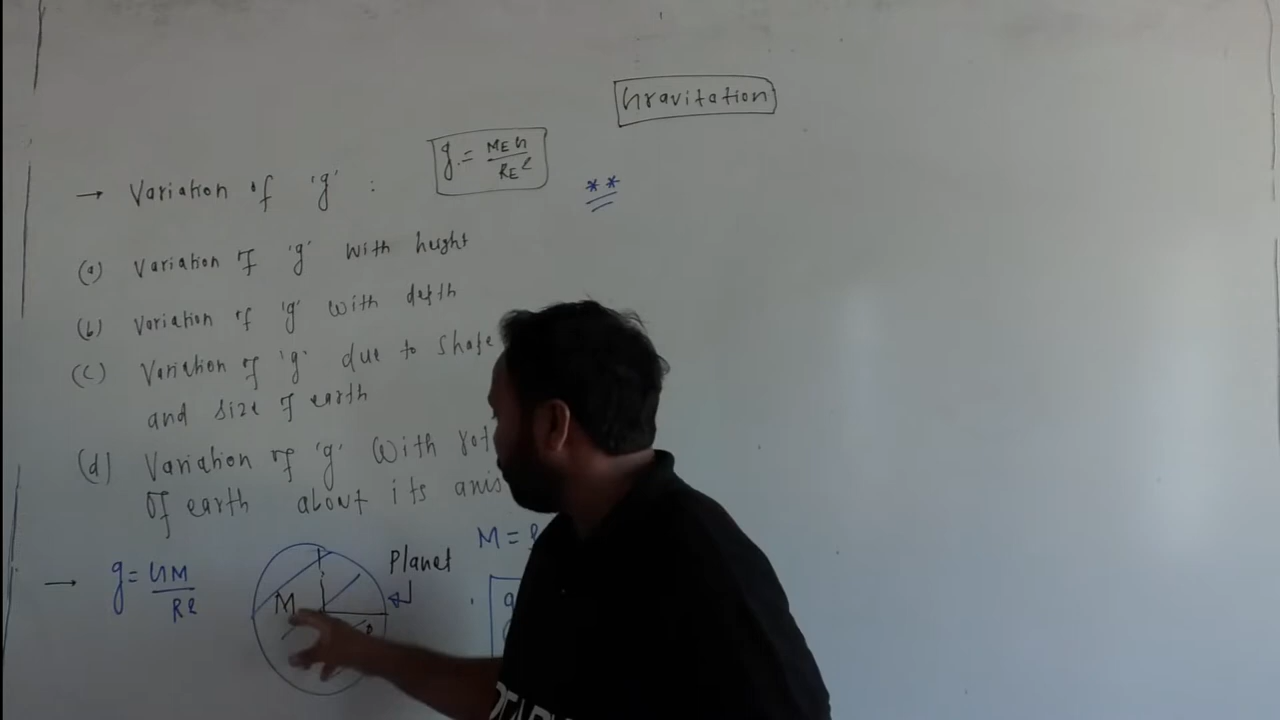 Gravitation
g = MEG / RE²
→ Variation of 'g' :
**
(a) Variation of 'g' with height
(b) Variation of 'g' with depth
(c) Variation of 'g' due to shape
and size of earth
(d) Variation of 'g' with rot
of earth about its axis
→ g = GM / R²
M
R
Planet
M =
g